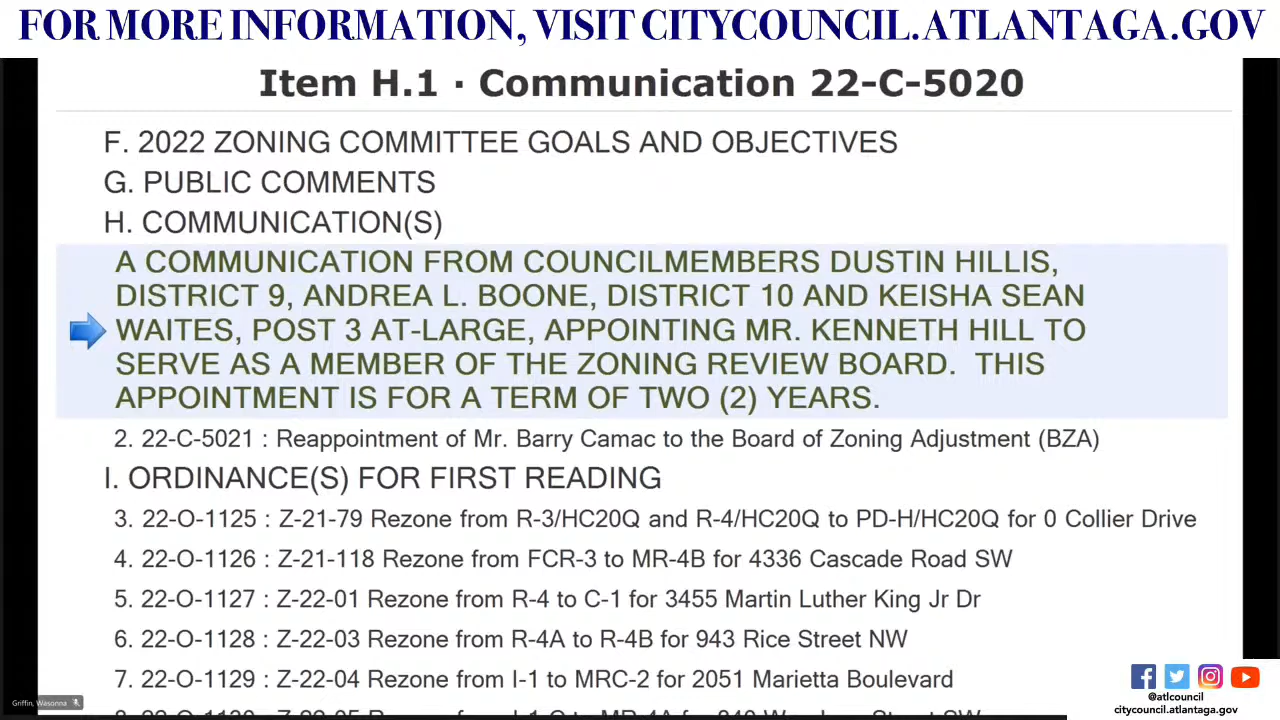 FOR MORE INFORMATION, VISIT CITYCOUNCIL.ATLANTAGA.GOV
Item H.1 · Communication 22-C-5020
F. 2022 ZONING COMMITTEE GOALS AND OBJECTIVES
G. PUBLIC COMMENTS
H. COMMUNICATION(S)
A COMMUNICATION FROM COUNCILMEMBERS DUSTIN HILLIS,
DISTRICT 9, ANDREA L. BOONE, DISTRICT 10 AND KEISHA SEAN
WAITES, POST 3 AT-LARGE, APPOINTING MR. KENNETH HILL TO
SERVE AS A MEMBER OF THE ZONING REVIEW BOARD.  THIS
APPOINTMENT IS FOR A TERM OF TWO (2) YEARS.
2. 22-C-5021 : Reappointment of Mr. Barry Camac to the Board of Zoning Adjustment (BZA)
I. ORDINANCE(S) FOR FIRST READING
3. 22-O-1125 : Z-21-79 Rezone from R-3/HC20Q and R-4/HC20Q to PD-H/HC20Q for 0 Collier Drive
4. 22-O-1126 : Z-21-118 Rezone from FCR-3 to MR-4B for 4336 Cascade Road SW
5. 22-O-1127 : Z-22-01 Rezone from R-4 to C-1 for 3455 Martin Luther King Jr Dr
6. 22-O-1128 : Z-22-03 Rezone from R-4A to R-4B for 943 Rice Street NW
7. 22-O-1129 : Z-22-04 Rezone from I-1 to MRC-2 for 2051 Marietta Boulevard
@atlcouncil
citycouncil.atlantaga.gov
Griffin, Wasonna